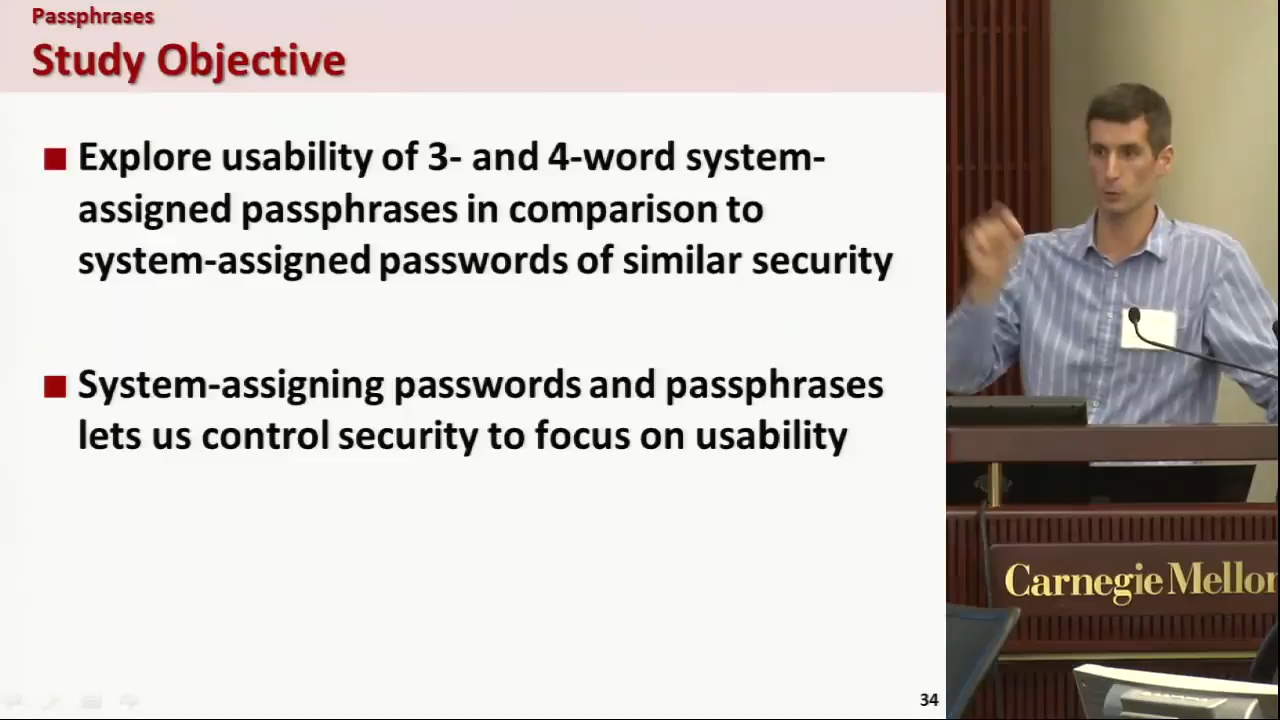 Passphrases
Study Objective
Explore usability of 3- and 4-word system-
assigned passphrases in comparison to
system-assigned passwords of similar security
System-assigning passwords and passphrases
lets us control security to focus on usability
34
Carnegie Mellon